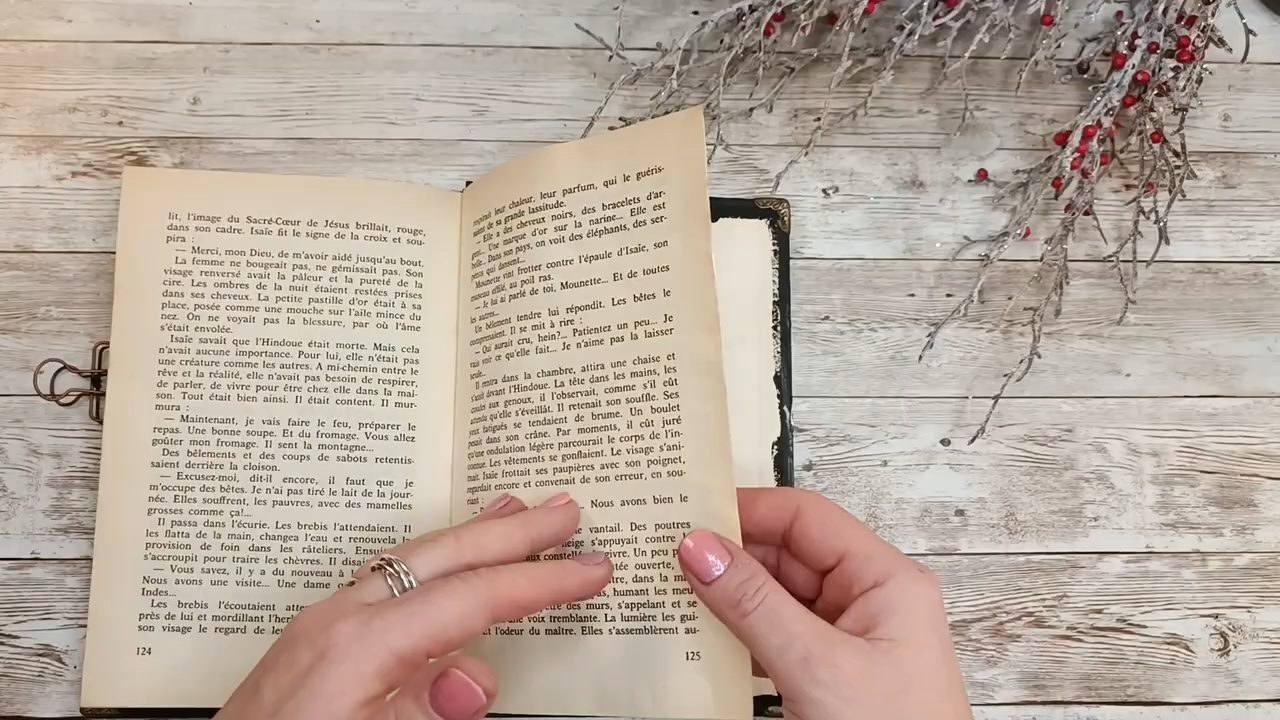 lit, l'image du Sacré-Cœur de Jésus brillait, rouge,
dans son cadre. Isaïe fit le signe de la croix et sou-
pira :
— Merci, mon Dieu, de m'avoir aidé jusqu'au bout.
La femme ne bougeait pas, ne gémissait pas. Son
visage renversé avait la pâleur et la pureté de la
cire. Les ombres de la nuit étaient restées prises
dans ses cheveux. La petite pastille d'or était à sa
place, posée comme une mouche sur l'aile mince du
nez. On ne voyait pas la blessure, par où l'âme
s'était envolée.
Isaïe savait que l'Hindoue était morte. Mais cela
n'avait aucune importance. Pour lui, elle n'était pas
une créature comme les autres. A mi-chemin entre le
rêve et la réalité, elle n'avait pas besoin de respirer,
de parler, de vivre pour être chez elle dans la mai-
son. Tout était bien ainsi. Il était content. Il mur-
mura :
— Maintenant, je vais faire le feu, préparer le
repas. Une bonne soupe. Et du fromage. Vous allez
goûter mon fromage. Il sent la montagne...
Des bêlements et des coups de sabots retentis-
saient derrière la cloison.
— Excusez-moi, dit-il encore, il faut que je
m'occupe des bêtes. Je n'ai pas tiré le lait de la jour-
née. Elles souffrent, les pauvres, avec des mamelles
grosses comme ça!...
Il passa dans l'écurie. Les brebis l'attendaient. Il
les flatta de la main, changea l'eau et renouvela la
provision de foin dans les râteliers.
s'accroupit pour traire les chèvres. Il
— Vous savez, il y a du nouveau à
Nous avons une visite... Une dame
Indes...
Les brebis l'écoutaient
près de lui et mordillant
son visage le regard de
124
leur chaleur, leur parfum, qui le guéris-
de sa grande lassitude.
— Elle a des cheveux noirs, des bracelets d'ar-
Une marque d'or sur la narine... Elle est
belle... Dans son pays, on voit des éléphants, des ser-
qui dansent...
Mounette vint frotter contre l'épaule d'Isaïe, son
museau effilé, au poil ras.
— Je lui ai parlé de toi, Mounette... Et de toutes
les autres...
Un bêlement tendre lui répondit. Les bêtes le
comprenaient. Il se mit à rire :
— Qui aurait cru, hein?... Patientez un peu... Je
vais voir ce qu'elle fait... Je n'aime pas la laisser
seule...
Il rentra dans la chambre, attira une chaise et
s'assit devant l'Hindoue. La tête dans les mains, les
coudes aux genoux, il l'observait, comme s'il eût
attendu qu'elle s'éveillât. Il retenait son souffle. Ses
yeux fatigués se tendaient de brume. Un boulet
pesait dans son crâne. Par moments, il eût juré
qu'une ondulation légère parcourait le corps de l'in-
connue. Les vêtements se gonflaient. Le visage s'ani-
mait. Isaïe frottait ses paupières avec son poignet,
regardait encore et convenait de son erreur, en sou-
riant :
Nous avons bien le
vantail. Des poutres
s'appuyait contre
givre. Un peu
ouverte,
dans la
humant les
des murs, s'appelant et se
voix tremblante. La lumière les gui-
l'odeur du maître. Elles s'assemblèrent au-
125